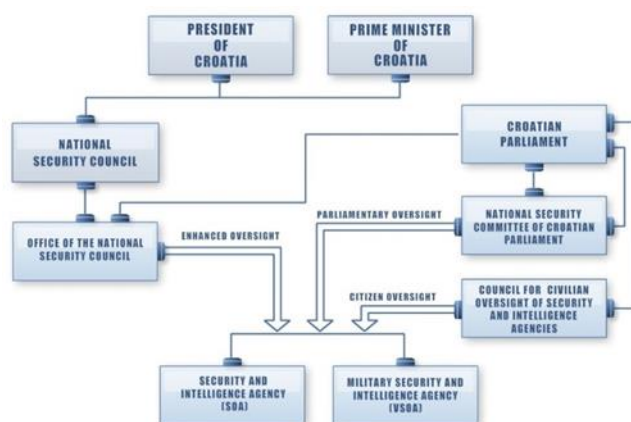 PRESIDENT
OF
CROATIA
PRIME MINISTER
OF
CROATIA
NATIONAL
SECURITY COUNCIL
CROATIAN
PARLIAMENT
OFFICE OF THE NATIONAL
SECURITY COUNCIL
ENHANCED OVERSIGHT
PARLIAMENTARY OVERSIGHT
NATIONAL SECURITY
COMMITTEE OF CROATIAN
PARLIAMENT
CITIZEN OVERSIGHT
COUNCIL FOR CIVILIAN
OVERSIGHT OF SECURITY
AND INTELLIGENCE
AGENCIES
SECURITY AND
INTELLIGENCE AGENCY
(SOA)
MILITARY SECURITY AND
INTELLIGENCE AGENCY
(VSOA)